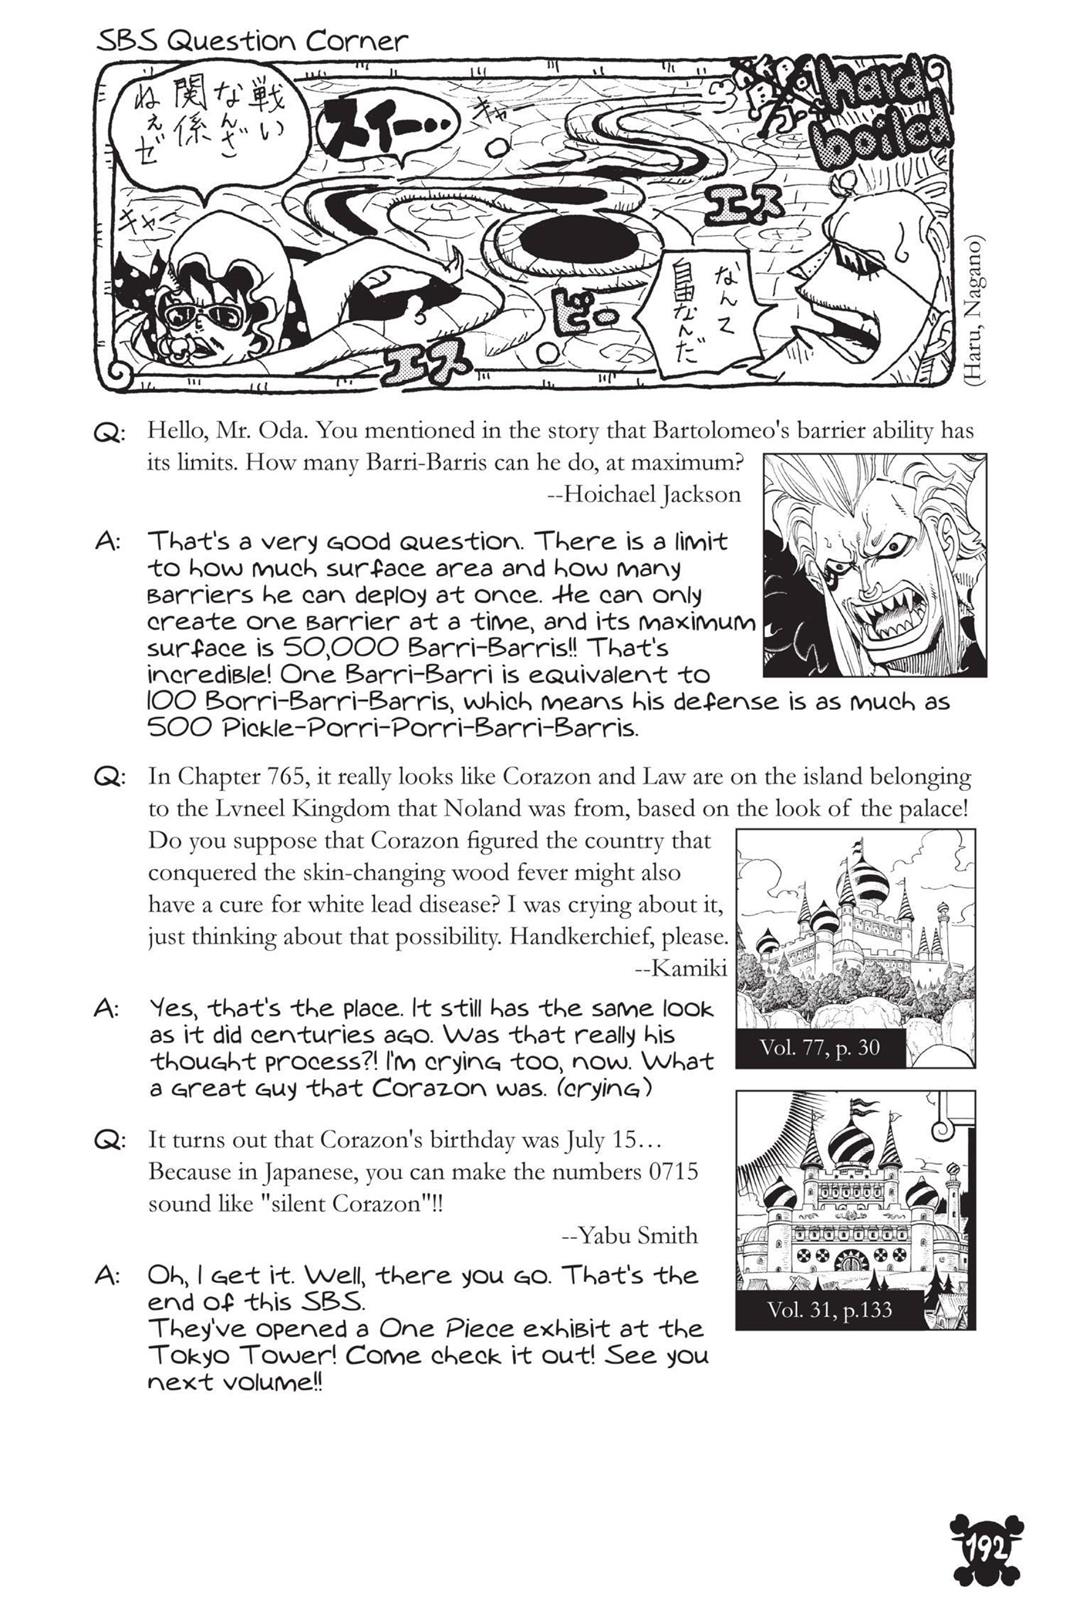 SBS Question Corner
戦い
なんざ
関係
ねぇぜ
スイー・・
キャー
キャー
hard
boiled
エス
エス
ビー
なんて
自由なんだ
(Haru, Nagano)
Q: Hello, Mr. Oda. You mentioned in the story that Bartolomeo's barrier ability has
its limits. How many Barri-Barris can he do, at maximum?
--Hoichael Jackson
A: That's a very good question. There is a limit
to how much surface area and how many
barriers he can deploy at once. He can only
create one barrier at a time, and its maximum
surface is 50,000 Barri-Barris!! That's
incredible! One Barri-Barri is equivalent to
100 Borri-Barri-Barris, which means his defense is as much as
500 Pickle-Porri-Porri-Barri-Barris.
Q: In Chapter 765, it really looks like Corazon and Law are on the island belonging
to the Lvneel Kingdom that Noland was from, based on the look of the palace!
Do you suppose that Corazon figured the country that
conquered the skin-changing wood fever might also
have a cure for white lead disease? I was crying about it,
just thinking about that possibility. Handkerchief, please.
--Kamiki
Vol. 77, p. 30
A: Yes, that's the place. It still has the same look
as it did centuries ago. Was that really his
thought process?! I'm crying too, now. What
a great guy that Corazon was. (crying)
Q: It turns out that Corazon's birthday was July 15…
Because in Japanese, you can make the numbers 0715
sound like "silent Corazon"!!
--Yabu Smith
Vol. 31, p.133
A: Oh, I get it. Well, there you go. That's the
end of this SBS.
They've opened a One Piece exhibit at the
Tokyo Tower! Come check it out! See you
next volume!!
192